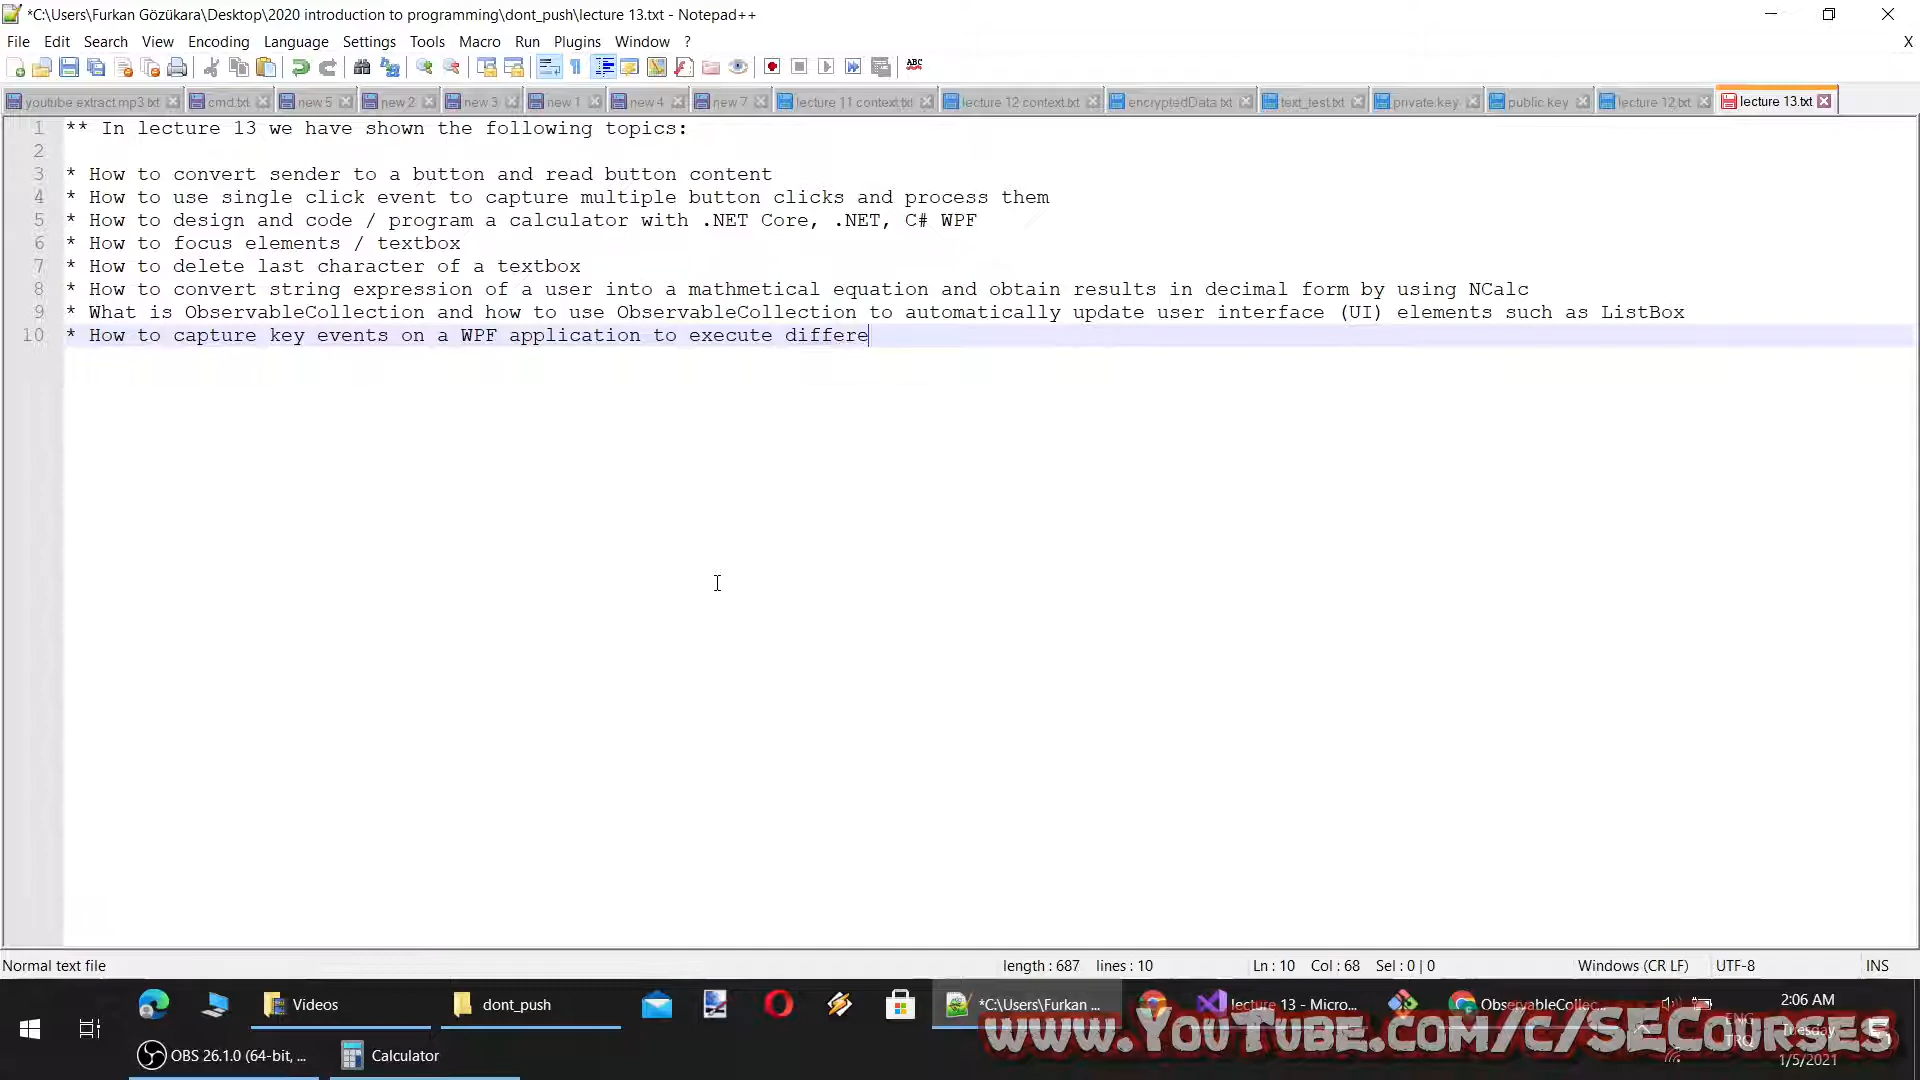 *C:\Users\Furkan Gözükara\Desktop\2020 introduction to programming\dont_push\lecture 13.txt - Notepad++
File Edit Search View Encoding Language Settings Tools Macro Run Plugins Window ? X
ABC
youtube extract mp3.txt cmd.txt new 5 new 2 new 3 new 1 new 4 new 7 lecture 11 context.txt lecture 12 context.txt encryptedData.txt text_test.txt private.key public.key lecture 12.txt lecture 13.txt
1 ** In lecture 13 we have shown the following topics:
2
3 * How to convert sender to a button and read button content
4 * How to use single click event to capture multiple button clicks and process them
5 * How to design and code / program a calculator with .NET Core, .NET, C# WPF
6 * How to focus elements / textbox
7 * How to delete last character of a textbox
8 * How to convert string expression of a user into a mathmetical equation and obtain results in decimal form by using NCalc
9 * What is ObservableCollection and how to use ObservableCollection to automatically update user interface (UI) elements such as ListBox
10 * How to capture key events on a WPF application to execute differe
Normal text file length : 687 lines : 10 Ln : 10 Col : 68 Sel : 0 | 0 Windows (CR LF) UTF-8 INS
Videos dont_push *C:\Users\Furkan ... lecture 13 - Micro... ObservableCollec... 2:06 AM
ENG Tuesday
www.YouTube.com/c/SECourses
TRQ 1/5/2021
OBS 26.1.0 (64-bit, ... Calculator